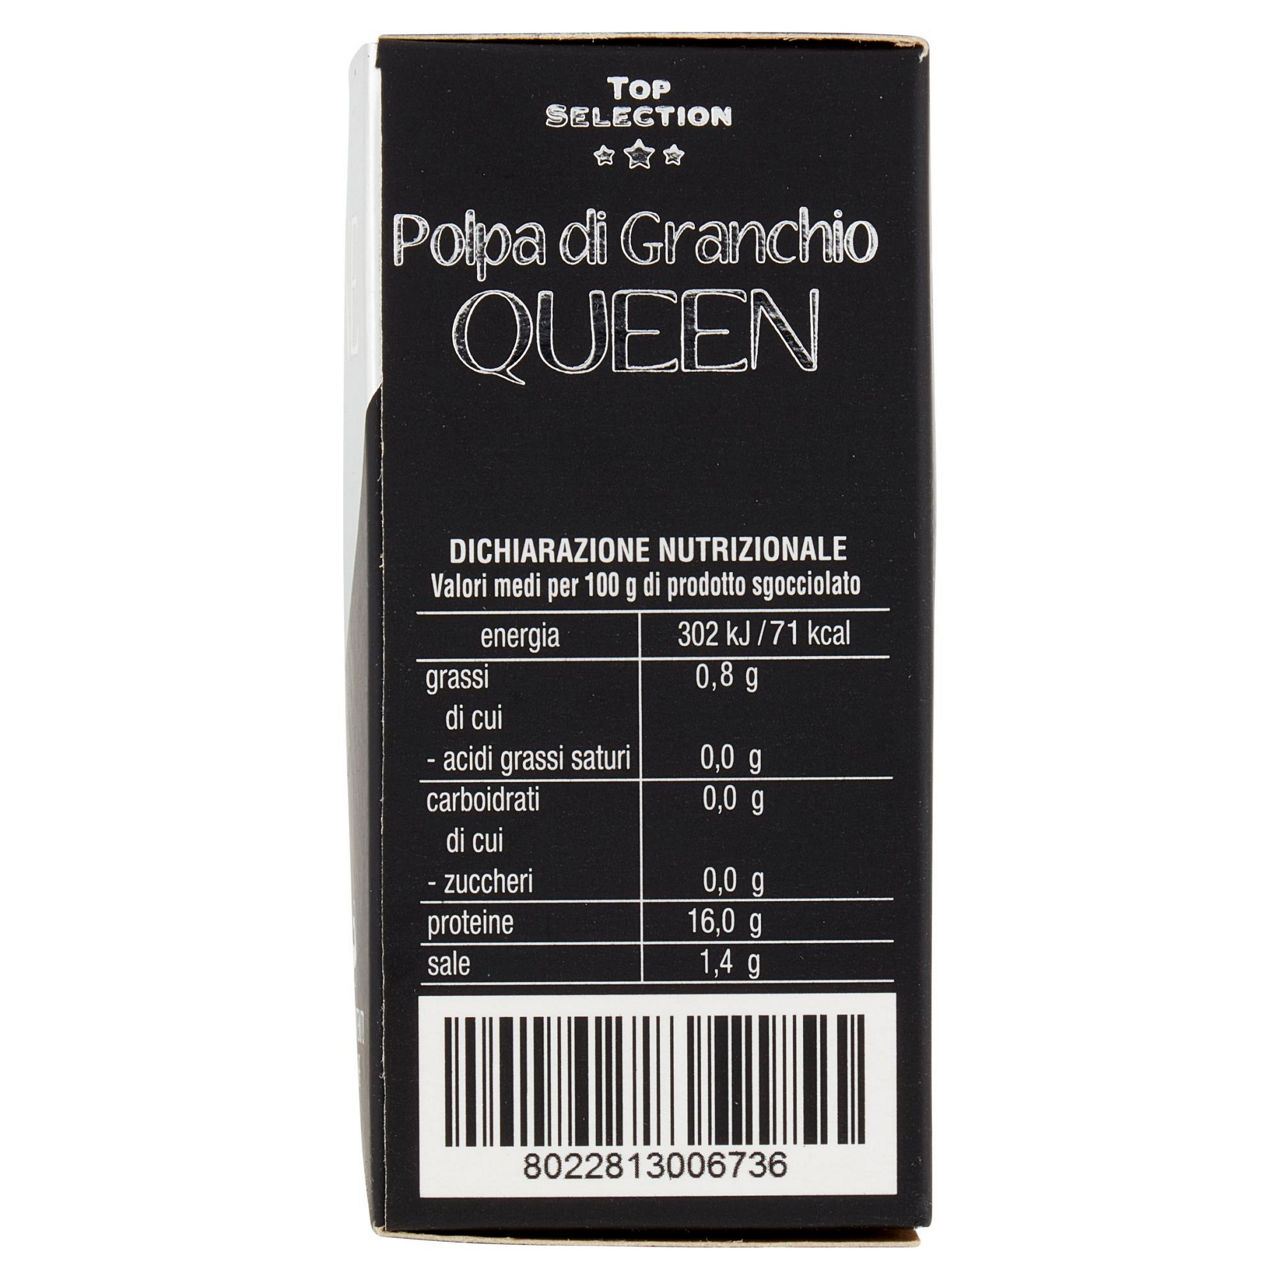 TOP
SELECTION
Polpa di Granchio
QUEEN
DICHIARAZIONE NUTRIZIONALE
Valori medi per 100 g di prodotto sgocciolato
energia 302 kJ / 71 kcal
grassi 0,8 g
di cui
- acidi grassi saturi 0,0 g
carboidrati 0,0 g
di cui
- zuccheri 0,0 g
proteine 16,0 g
sale 1,4 g
8022813006736